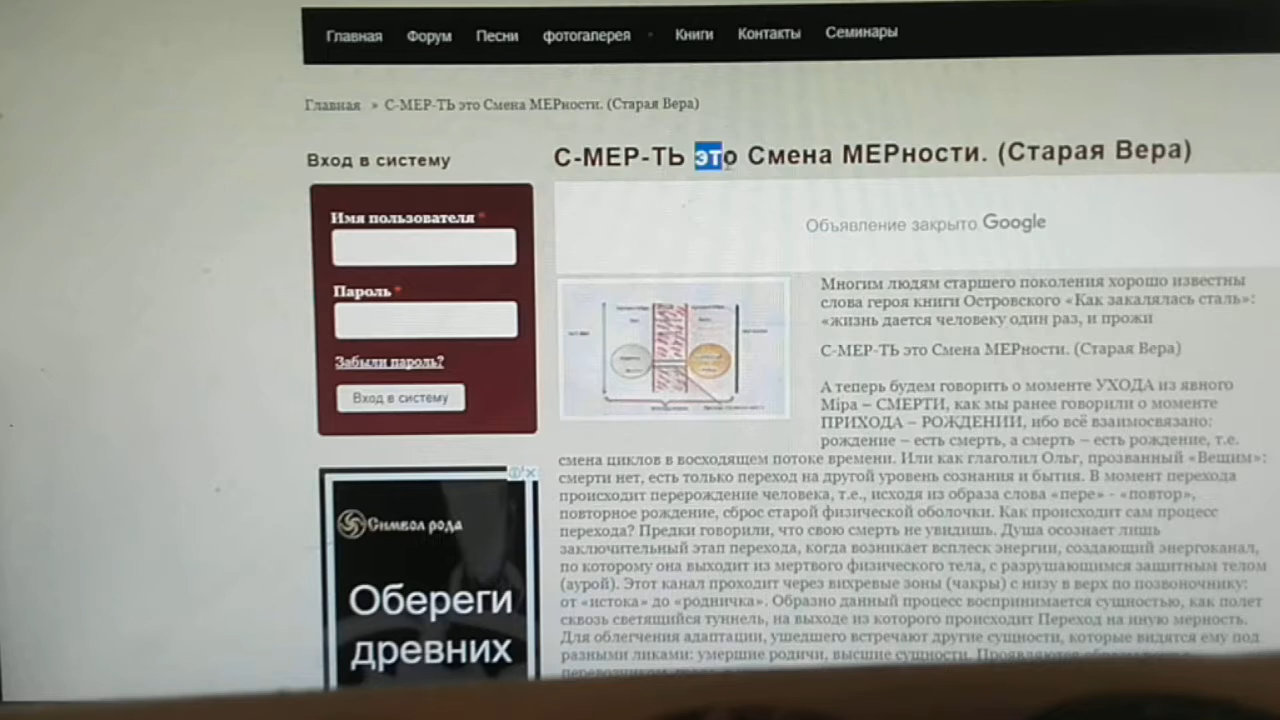 Главная Форум Песни фотогалерея Книги Контакты Семинары
Главная » С-МЕР-ТЬ это Смена МЕРности. (Старая Вера)
Вход в систему
Имя пользователя *
Пароль *
Забыли пароль?
Вход в систему
Символ рода
Обереги
древних
С-МЕР-ТЬ это Смена МЕРности. (Старая Вера)
Объявление закрыто Google
Многим людям старшего поколения хорошо известны
слова героя книги Островского «Как закалялась сталь»:
«жизнь дается человеку один раз, и прожи
С-МЕР-ТЬ это Смена МЕРности. (Старая Вера)
А теперь будем говорить о моменте УХОДА из явного
Мiра – СМЕРТИ, как мы ранее говорили о моменте
ПРИХОДА – РОЖДЕНИИ, ибо всё взаимосвязано:
рождение – есть смерть, а смерть – есть рождение, т.е.
смена циклов в восходящем потоке времени. Или как глаголил Ольг, прозванный «Вещим»:
смерти нет, есть только переход на другой уровень сознания и бытия. В момент перехода
происходит перерождение человека, т.е., исходя из образа слова «пере» - «повтор»,
повторное рождение, сброс старой физической оболочки. Как происходит сам процесс
перехода? Предки говорили, что свою смерть не увидишь. Душа осознает лишь
заключительный этап перехода, когда возникает всплеск энергии, создающий энергоканал,
по которому она выходит из мертвого физического тела, с разрушающимся защитным телом
(аурой). Этот канал проходит через вихревые зоны (чакры) с низу в верх по позвоночнику:
от «истока» до «родничка». Образно данный процесс воспринимается сущностью, как полет
сквозь светящийся туннель, на выходе из которого происходит Переход на иную мерность.
Для облегчения адаптации, ушедшего встречают другие сущности, которые видятся ему под
разными ликами: умершие родичи, высшие сущности.